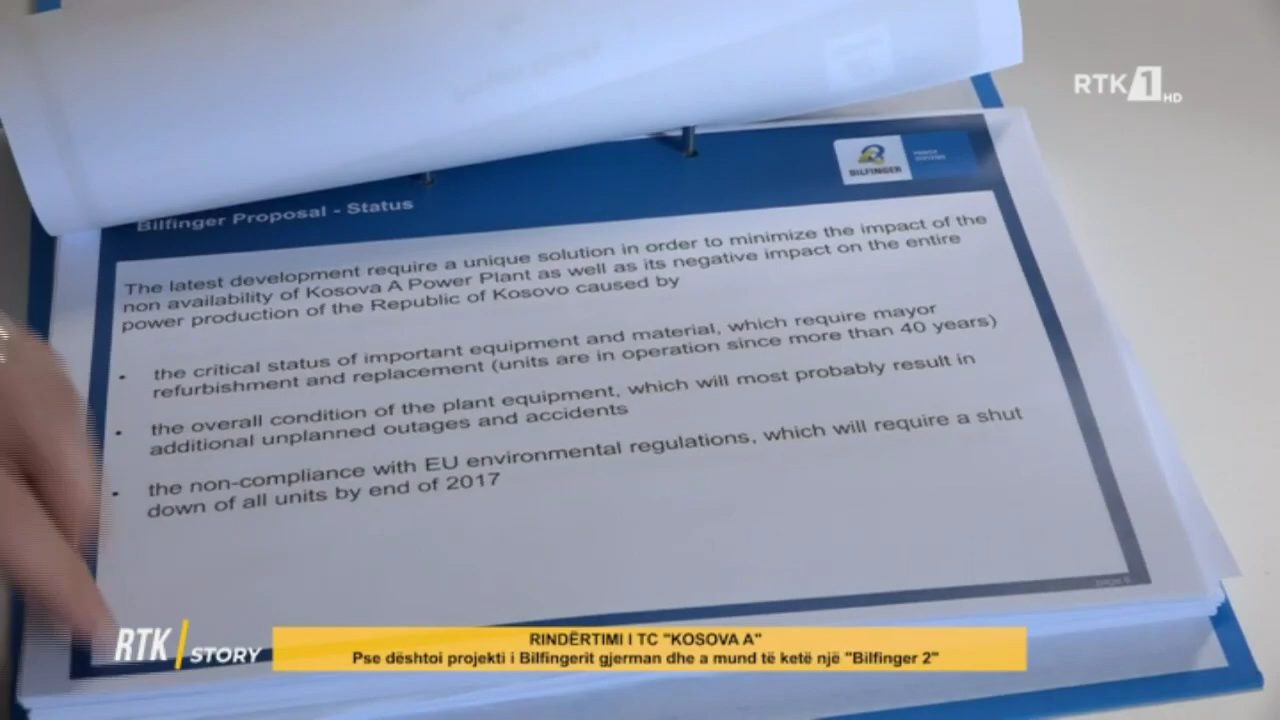 RTK 1 HD
BILFINGER
Bilfinger Proposal - Status
The latest development require a unique solution in order to minimize the impact of the
non availability of Kosova A Power Plant as well as its negative impact on the entire
power production of the Republic of Kosovo caused by
• the critical status of important equipment and material, which require mayor
refurbishment and replacement (units are in operation since more than 40 years)
• the overall condition of the plant equipment, which will most probably result in
additional unplanned outages and accidents
• the non-compliance with EU environmental regulations, which will require a shut
down of all units by end of 2017
RTK STORY
RINDËRTIMI I TC "KOSOVA A"
Pse dështoi projekti i Bilfingerit gjerman dhe a mund të ketë një "Bilfinger 2"